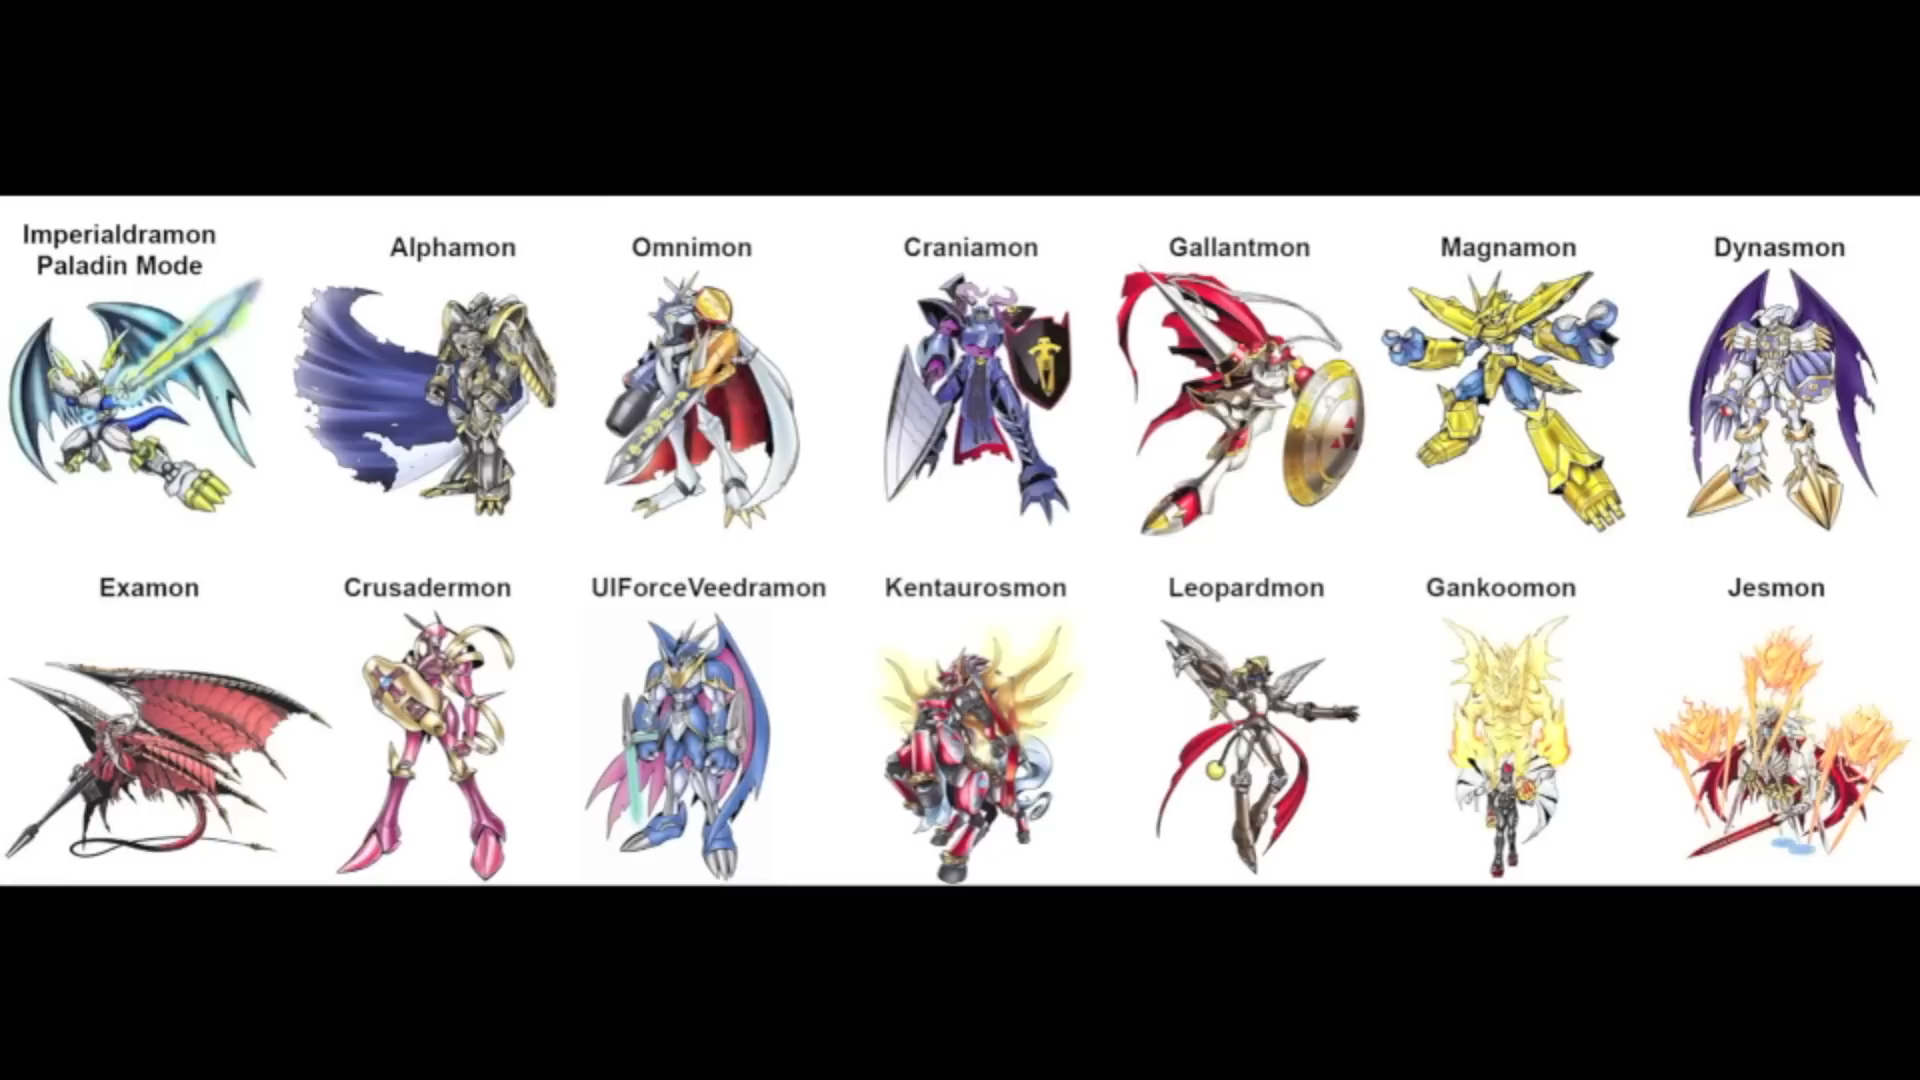 Imperialdramon
Paladin Mode
Alphamon
Omnimon
Craniamon
Gallantmon
Magnamon
Dynasmon
Examon
Crusadermon
UlForceVeedramon
Kentaurosmon
Leopardmon
Gankoomon
Jesmon